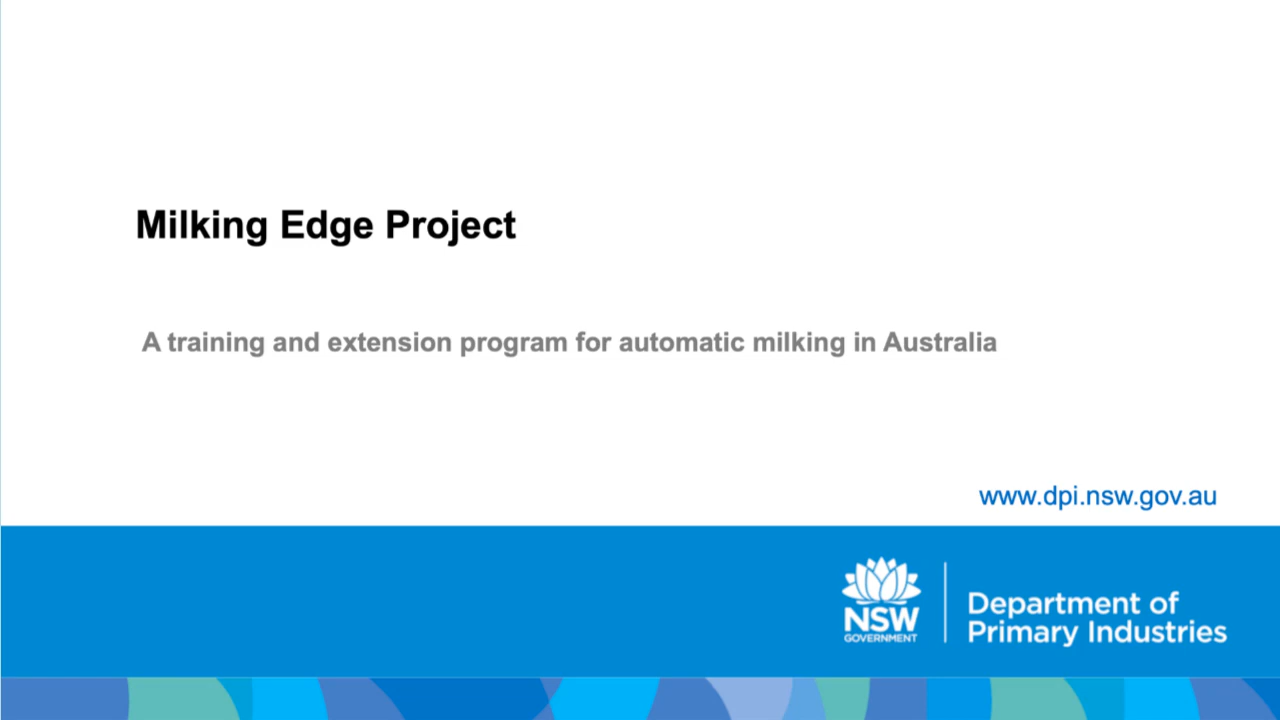 Milking Edge Project
A training and extension program for automatic milking in Australia
www.dpi.nsw.gov.au
NSW
GOVERNMENT
Department of
Primary Industries